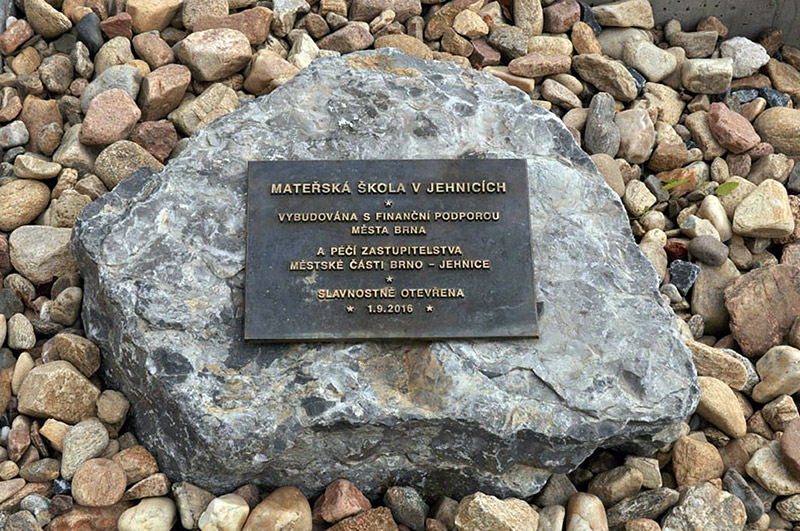 MATEŘSKÁ ŠKOLA V JEHNICÍCH
*
VYBUDOVÁNA S FINANČNÍ PODPOROU
MĚSTA BRNA
A PÉČÍ ZASTUPITELSTVA
MĚSTSKÉ ČÁSTI BRNO – JEHNICE
*
SLAVNOSTNĚ OTEVŘENA
* 1.9.2016 *